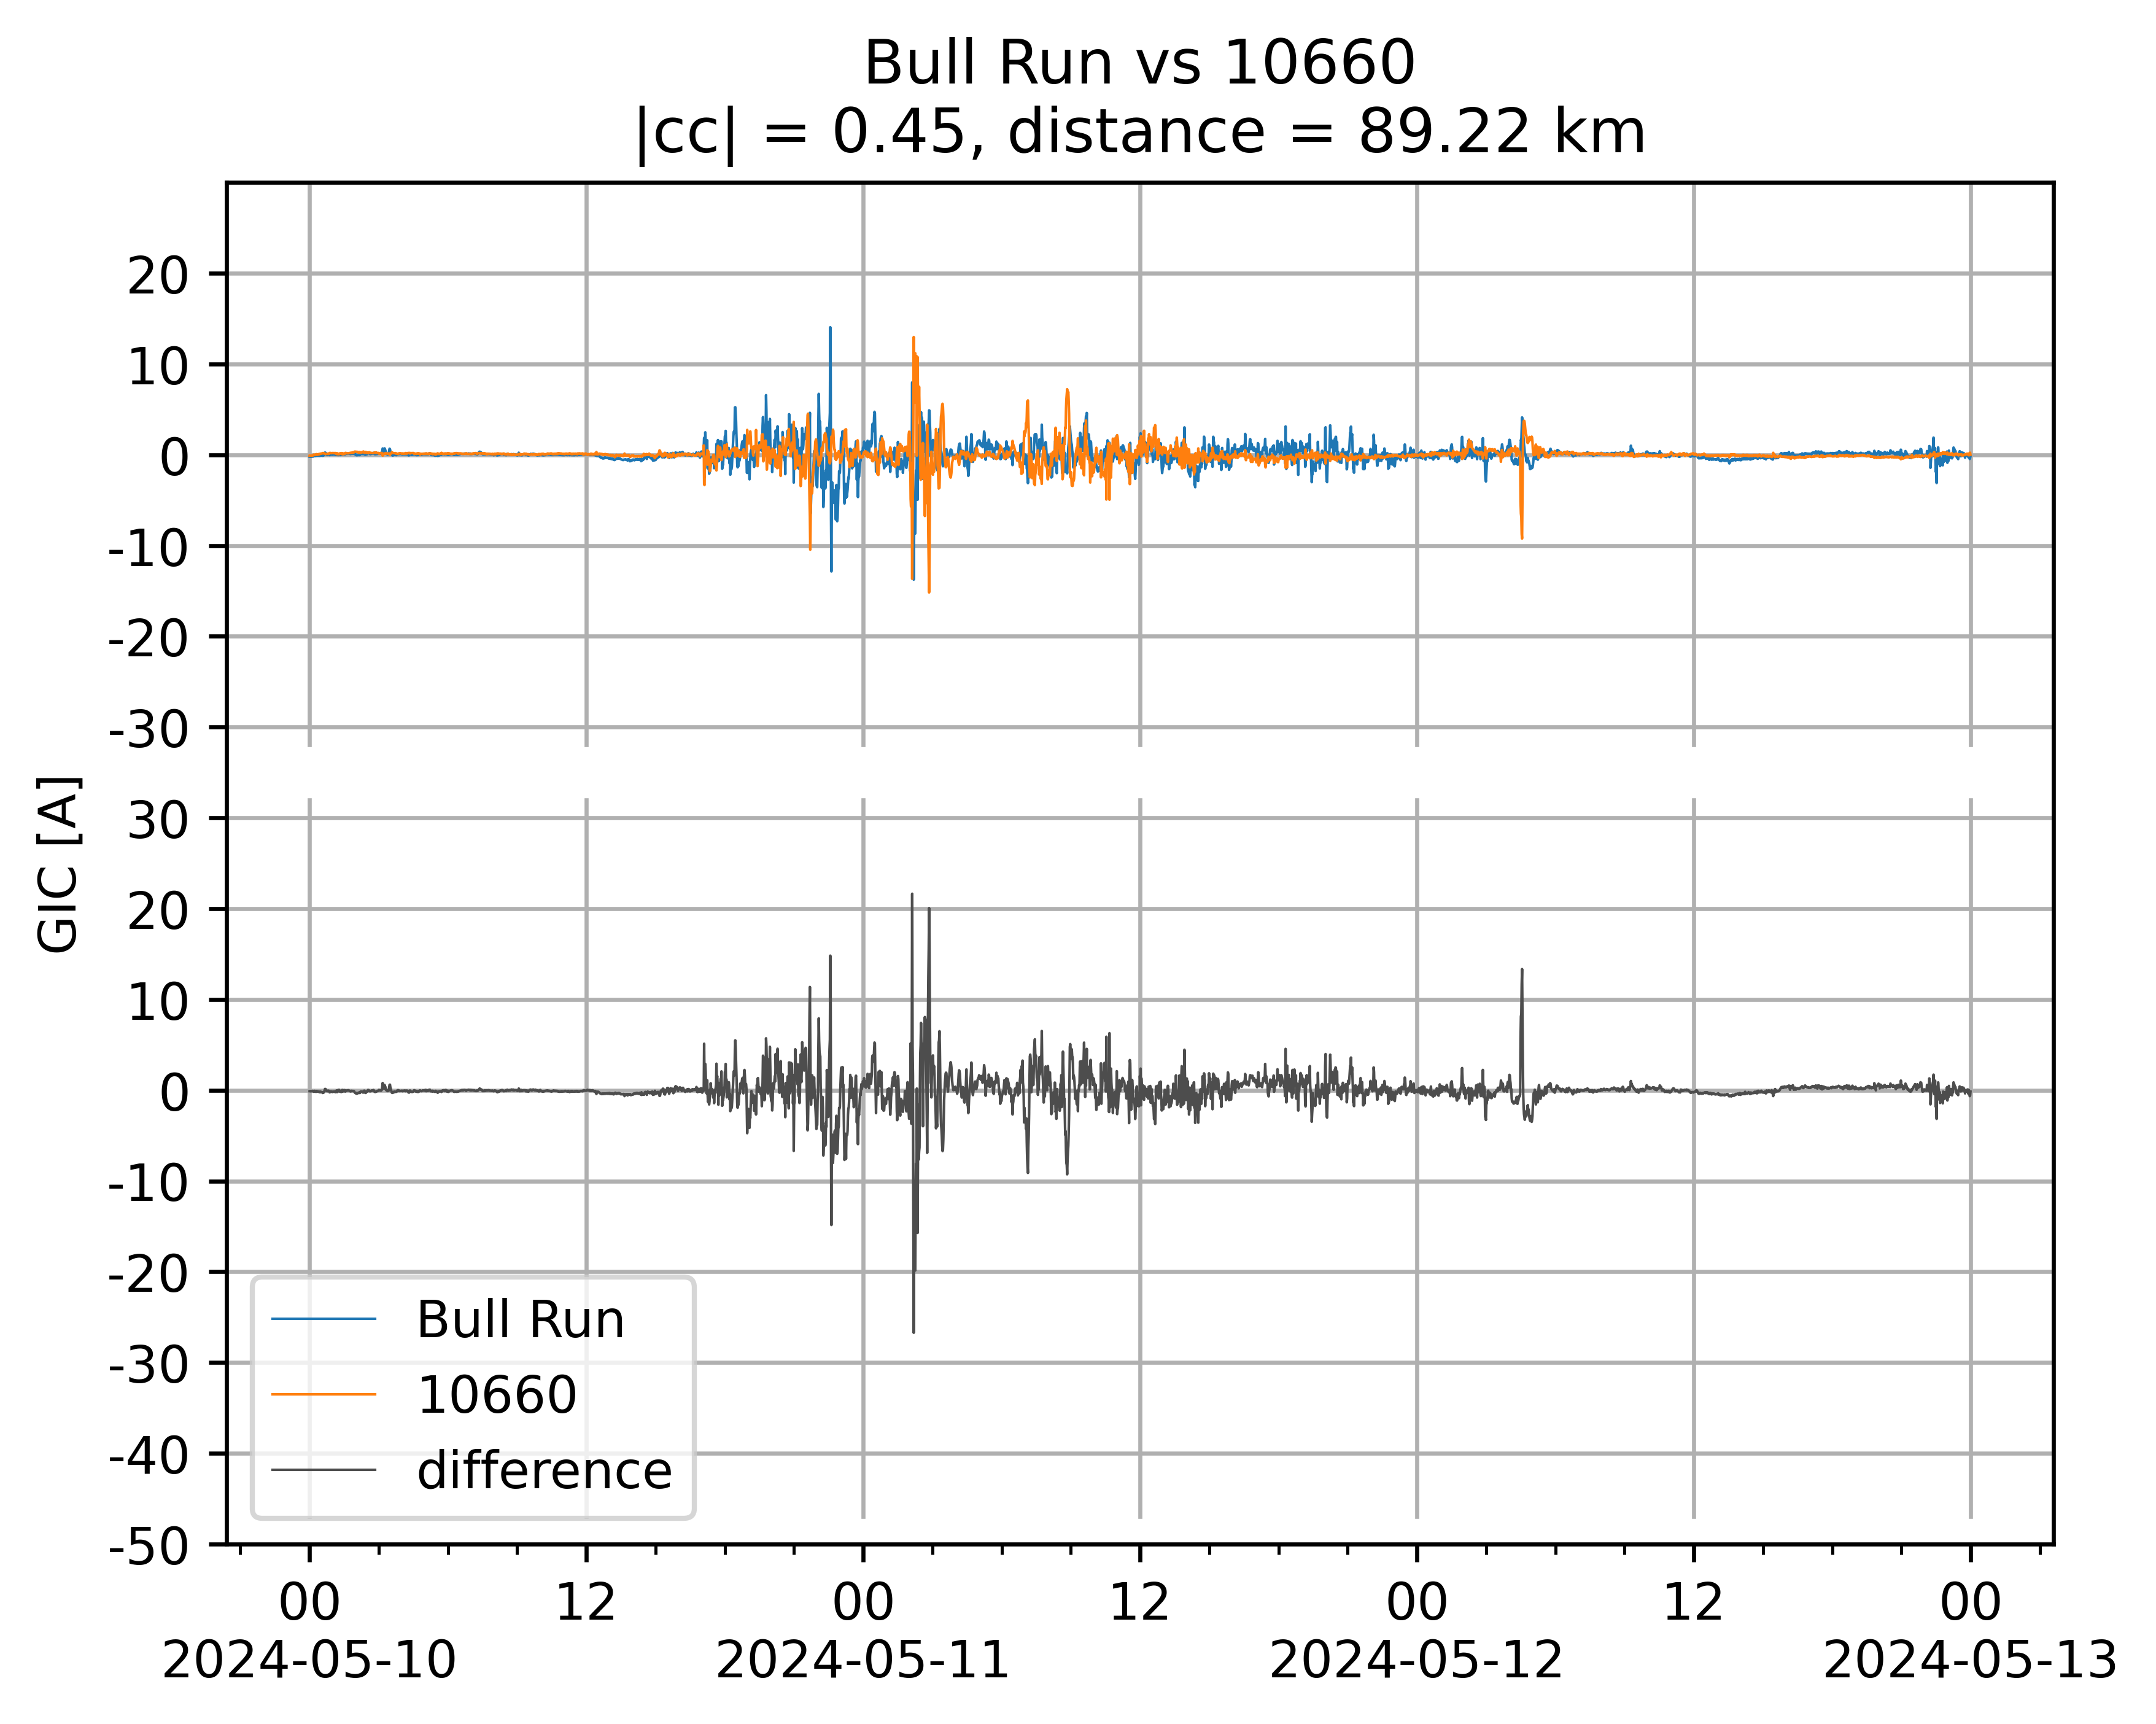 Bull Run vs 10660
|cc| = 0.45, distance = 89.22 km
20
10
0
-10
-20
-30
30
20
10
0
-10
-20
-30
-40
-50
GIC [A]
Bull Run
10660
difference
00 12 00 12 00 12 00
2024-05-10 2024-05-11 2024-05-12 2024-05-13